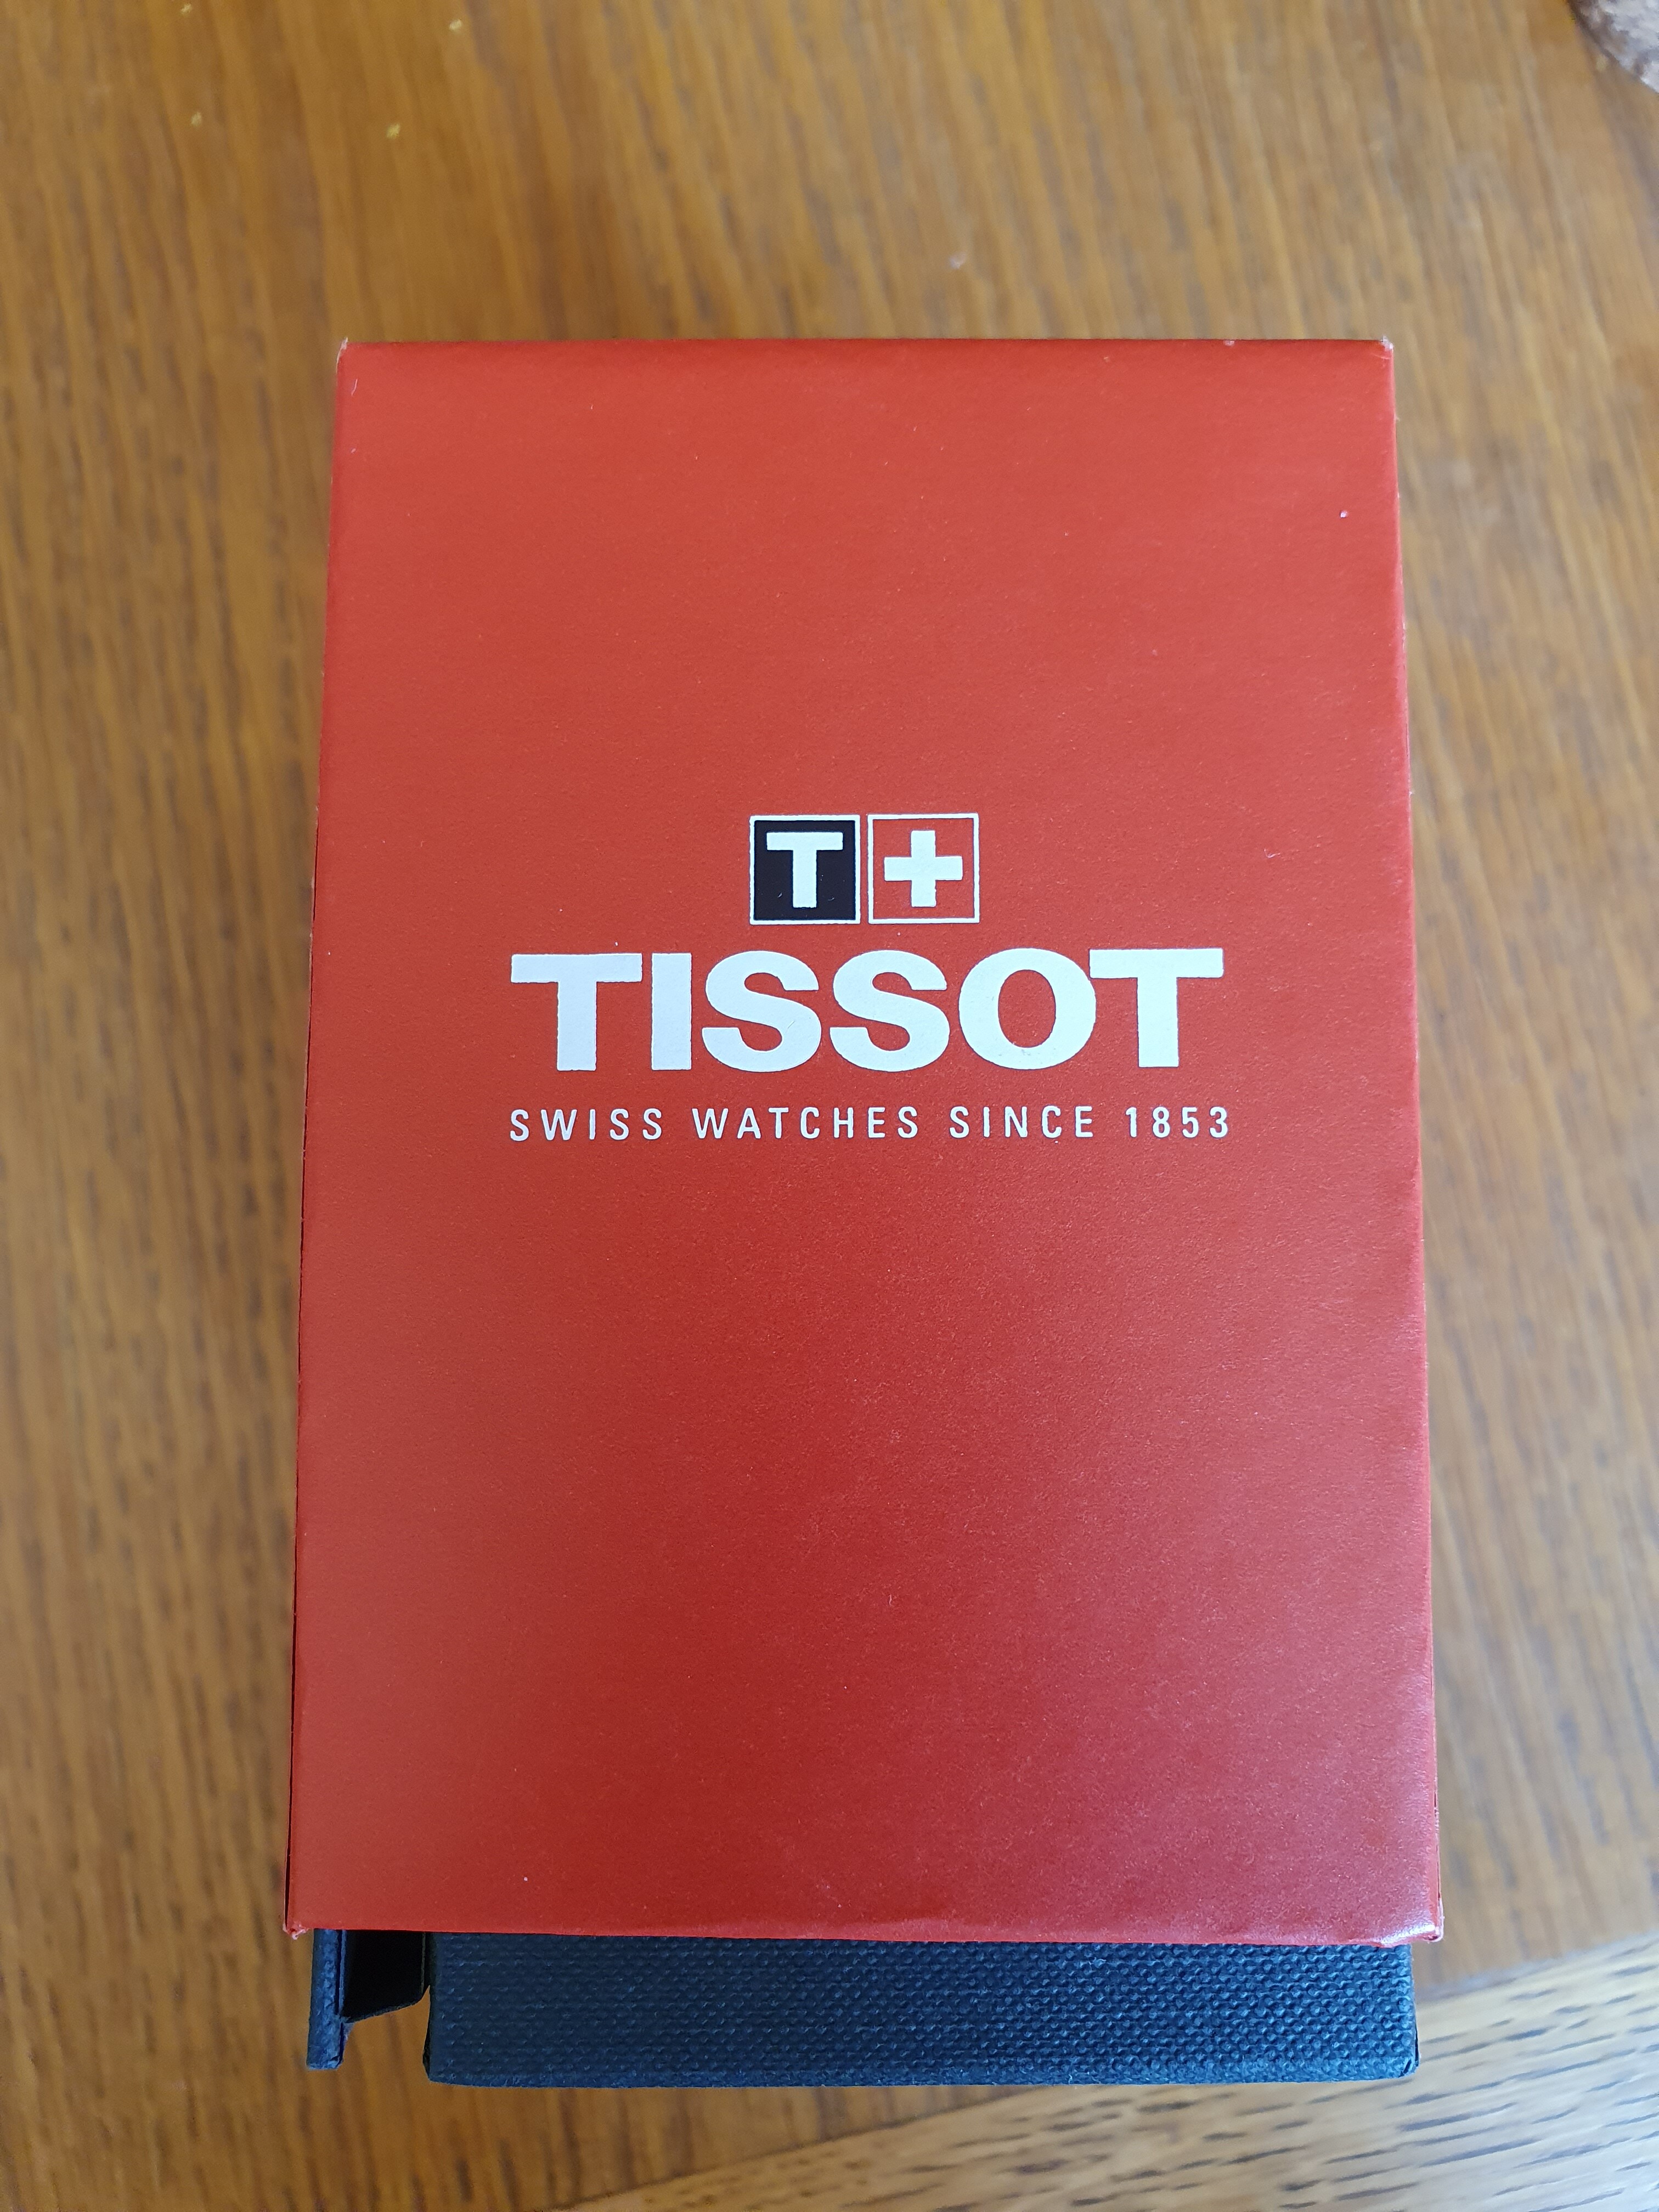 T+
TISSOT
SWISS WATCHES SINCE 1853